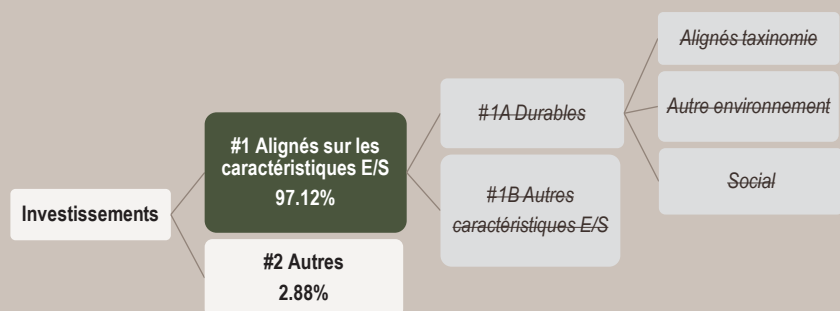 Investissements
#1 Alignés sur les
caractéristiques E/S
97.12%
#2 Autres
2.88%
#1A Durables
#1B Autres
caractéristiques E/S
Alignés taxinomie
Autre environnement
Social